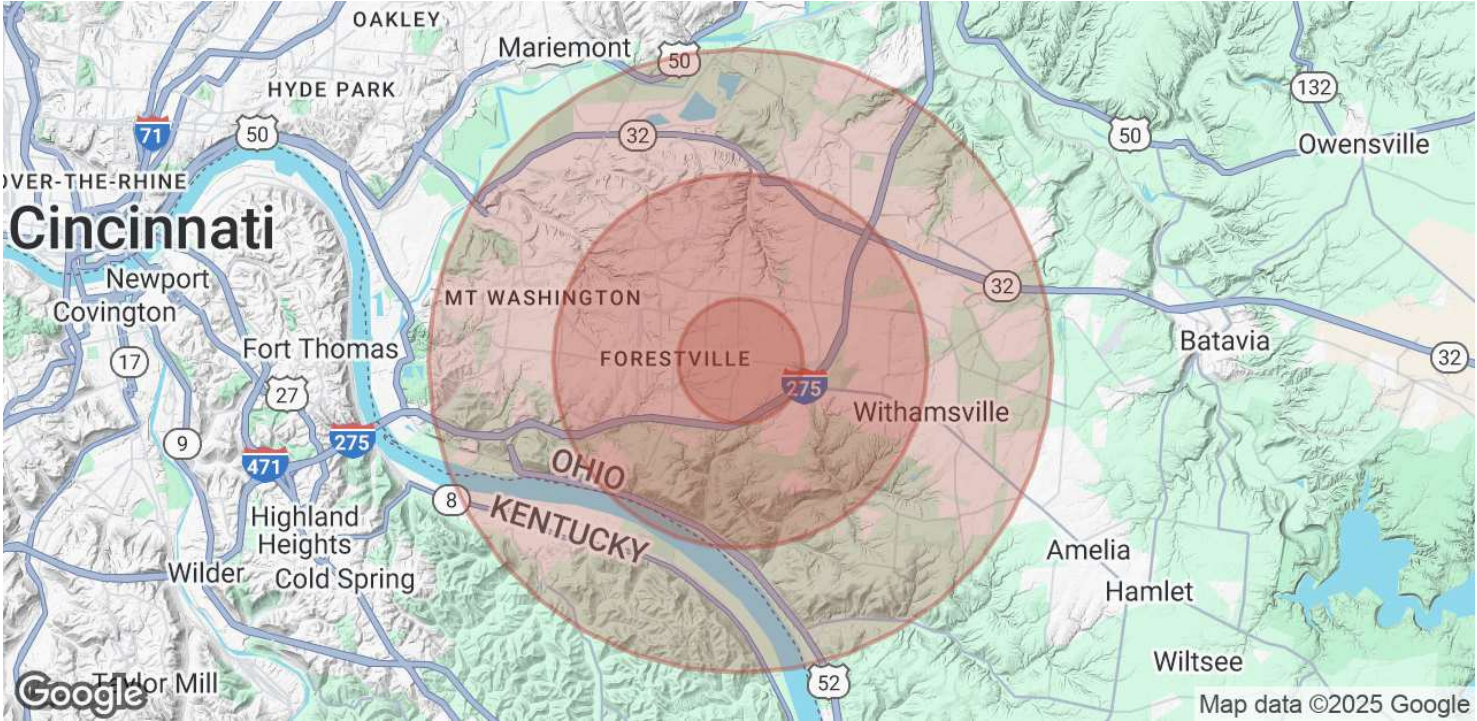 OAKLEY
Mariemont
50
HYDE PARK
132
71
50
32
50
Owensville
OVER-THE-RHINE
Cincinnati
Newport
MT WASHINGTON
32
Covington
Batavia
Fort Thomas
FORESTVILLE
17
32
27
275
Withamsville
9
275
471
OHIO
8
KENTUCKY
Highland
Heights
Amelia
Wilder
Cold Spring
Hamlet
Wiltsee
52
Taylor Mill
Google
Map data ©2025 Google